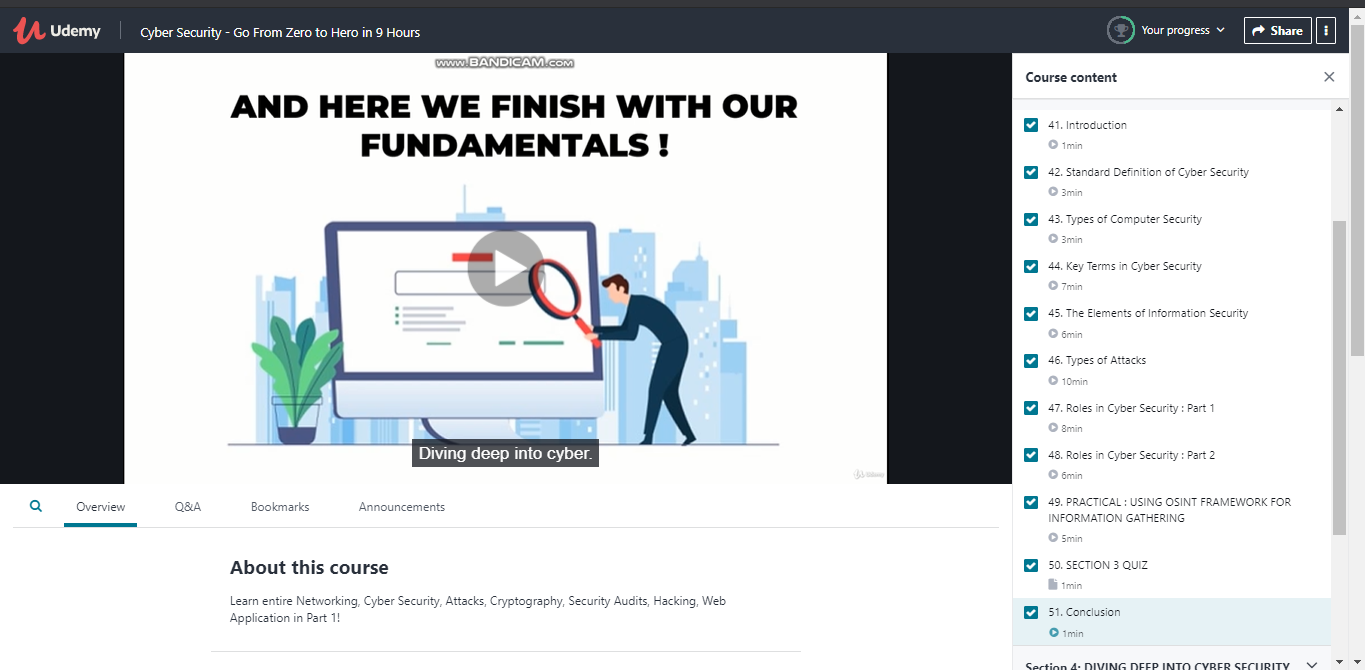 Udemy
Cyber Security - Go From Zero to Hero in 9 Hours
Your progress
Share
www.BANDICAM.com
AND HERE WE FINISH WITH OUR
FUNDAMENTALS !
Diving deep into cyber.
Udemy
Overview
Q&A
Bookmarks
Announcements
About this course
Learn entire Networking, Cyber Security, Attacks, Cryptography, Security Audits, Hacking, Web
Application in Part 1!
Course content
41. Introduction
1min
42. Standard Definition of Cyber Security
3min
43. Types of Computer Security
3min
44. Key Terms in Cyber Security
7min
45. The Elements of Information Security
6min
46. Types of Attacks
10min
47. Roles in Cyber Security : Part 1
8min
48. Roles in Cyber Security : Part 2
6min
49. PRACTICAL : USING OSINT FRAMEWORK FOR
INFORMATION GATHERING
5min
50. SECTION 3 QUIZ
1min
51. Conclusion
1min
Section 4: DIVING DEEP INTO CYBER SECURITY